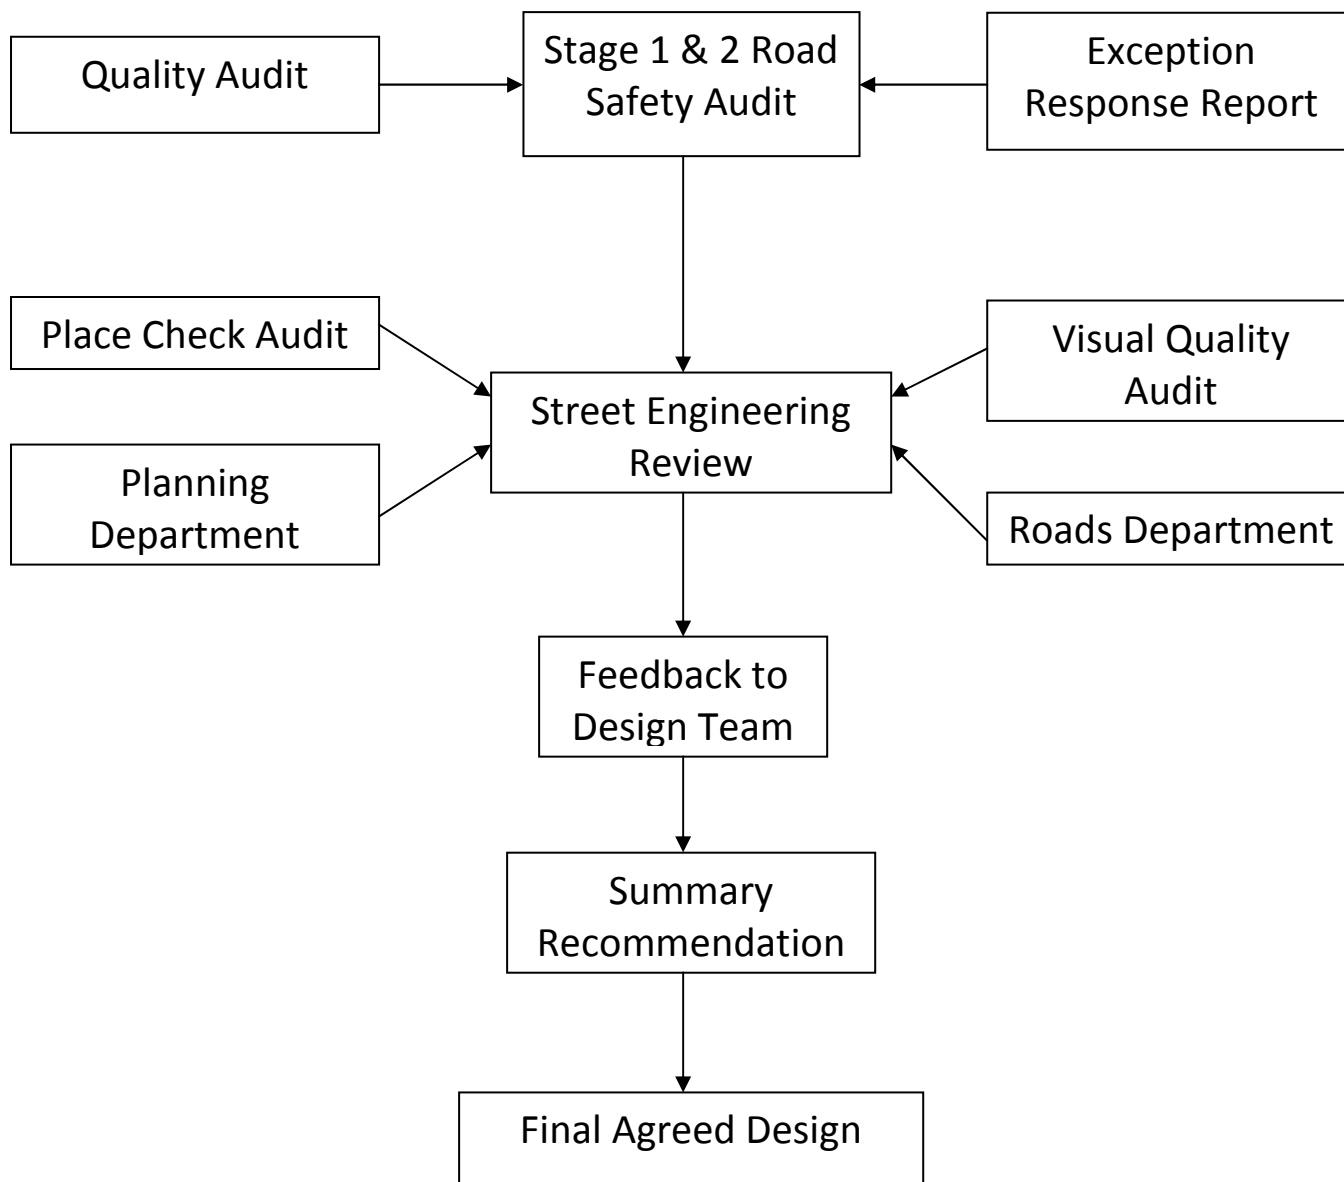 Quality Audit
Stage 1 & 2 Road
Safety Audit
Exception
Response Report
Place Check Audit
Visual Quality
Audit
Street Engineering
Review
Planning
Department
Roads Department
Feedback to
Design Team
Summary
Recommendation
Final Agreed Design